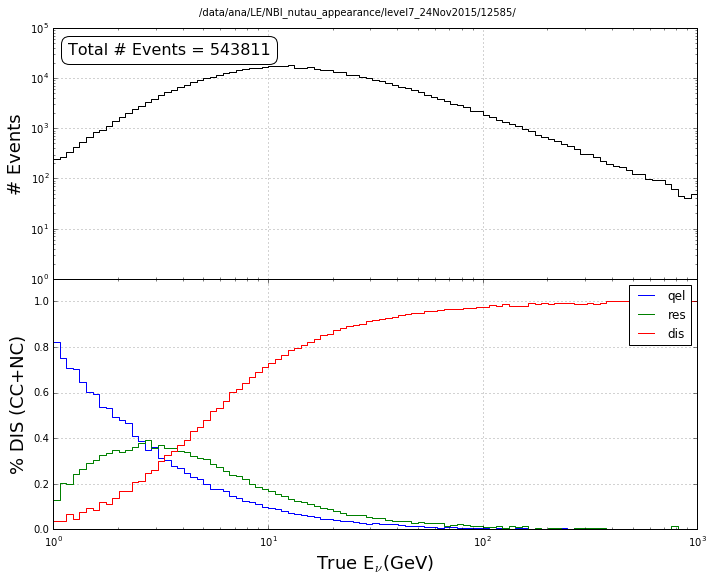 /data/ana/LE/NBI_nutau_appearance/level7_24Nov2015/12585/
10^5
Total # Events = 543811
10^4
10^3
10^2
10^1
10^0
# Events
1.0
0.8
0.6
0.4
0.2
0.0
% DIS (CC+NC)
qel
res
dis
10^0 10^1 10^2 10^3
True E_ν(GeV)